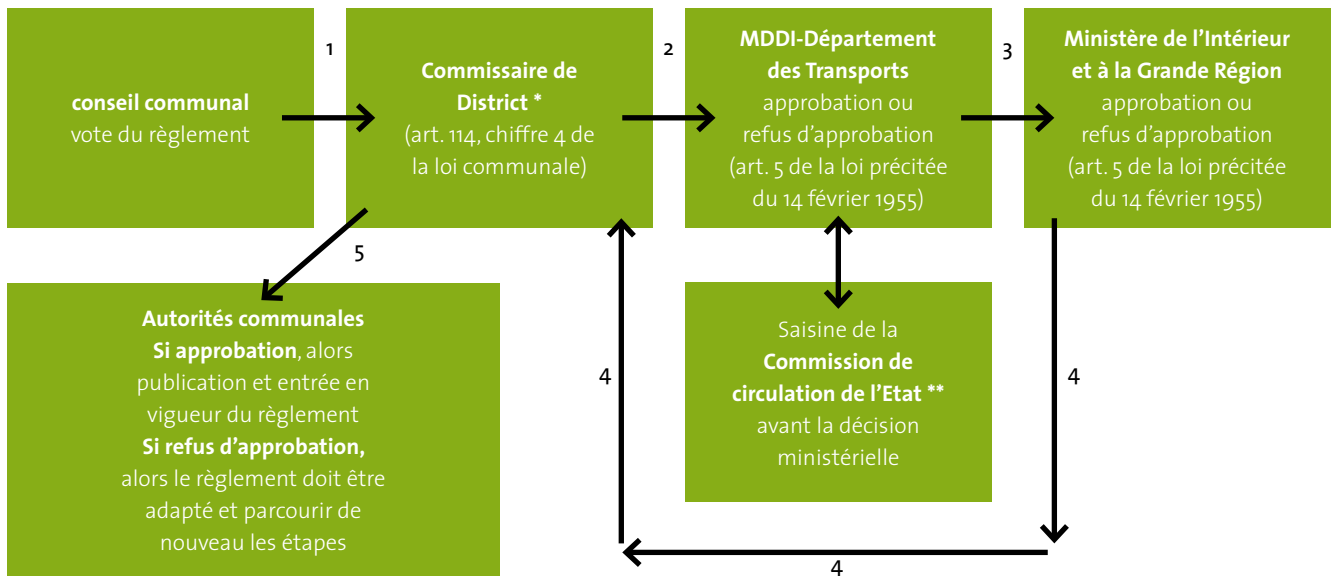 conseil communal
vote du règlement
1
Commissaire de
District *
(art. 114, chiffre 4 de
la loi communale)
2
MDDI-Département
des Transports
approbation ou
refus d’approbation
(art. 5 de la loi précitée
du 14 février 1955)
3
Ministère de l’Intérieur
et à la Grande Région
approbation ou
refus d’approbation
(art. 5 de la loi précitée
du 14 février 1955)
5
Autorités communales
Si approbation, alors
publication et entrée en
vigueur du règlement
Si refus d’approbation,
alors le règlement doit être
adapté et parcourir de
nouveau les étapes
4
Saisine de la
Commission de
circulation de l’Etat **
avant la décision
ministérielle
4
4